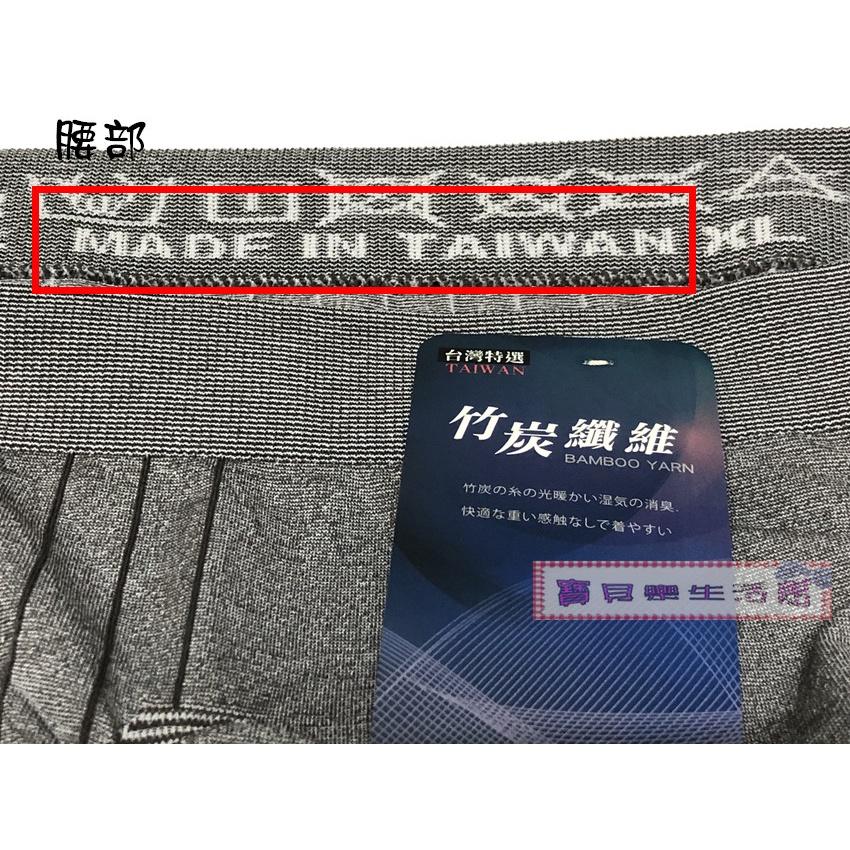 腰部
MADE IN TAIWAN XL
台灣特選
TAIWAN
竹炭纖維
BAMBOO YARN
竹炭の糸の光暖かい湿気の消臭.
快適な重い感触なしで着やすい
寶貝樂生活館